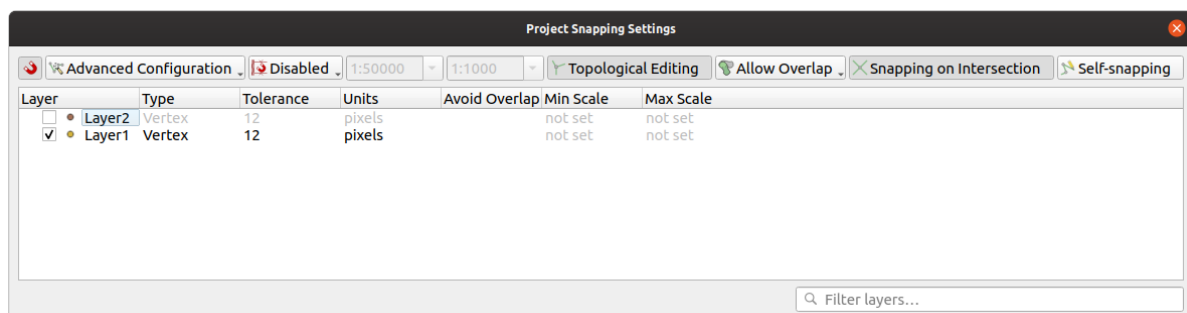 Project Snapping Settings
Advanced Configuration Disabled 1:50000 1:1000 Topological Editing Allow Overlap Snapping on Intersection Self-snapping
Layer Type Tolerance Units Avoid Overlap Min Scale Max Scale
Layer2 Vertex 12 pixels not set not set
Layer1 Vertex 12 pixels not set not set
Filter layers...